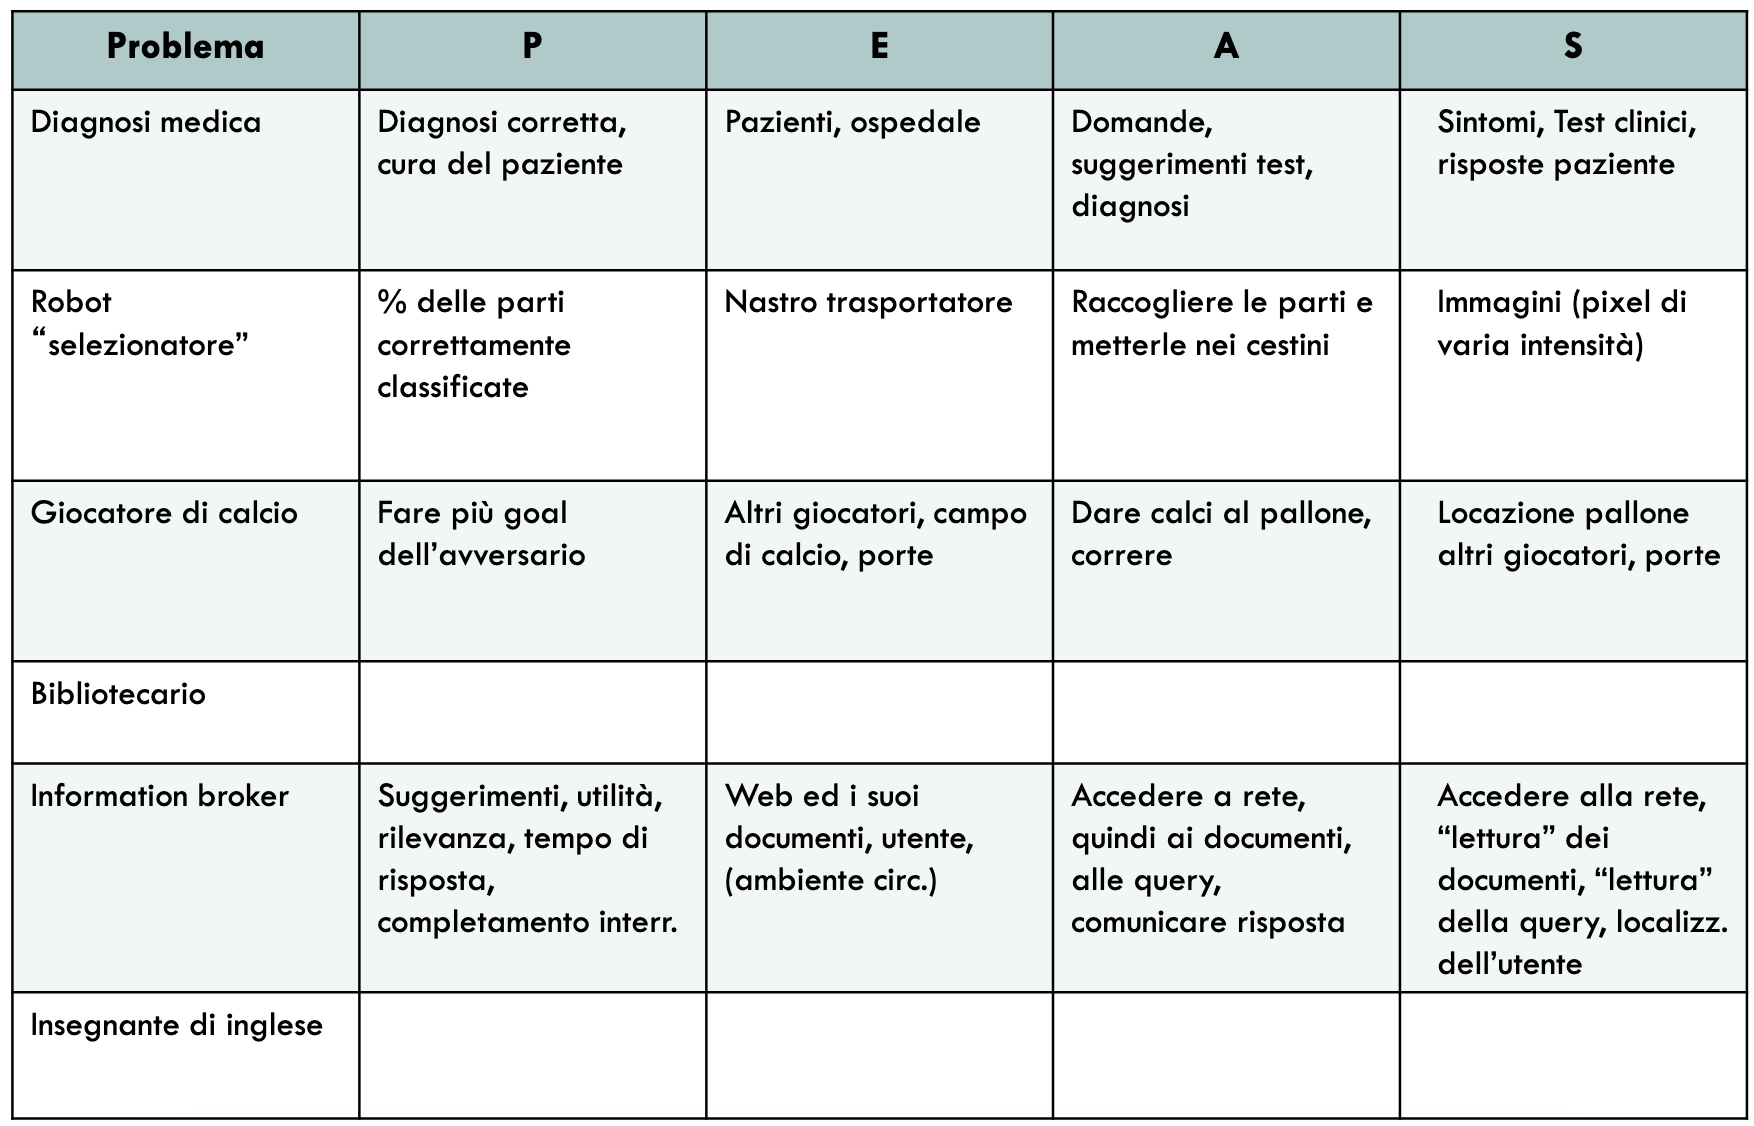 Problema P E A S
Diagnosi medica
Diagnosi corretta,
cura del paziente
Pazienti, ospedale
Domande,
suggerimenti test,
diagnosi
Sintomi, Test clinici,
risposte paziente
Robot
“selezionatore”
% delle parti
correttamente
classificate
Nastro trasportatore
Raccogliere le parti e
metterle nei cestini
Immagini (pixel di
varia intensità)
Giocatore di calcio
Fare più goal
dell’avversario
Altri giocatori, campo
di calcio, porte
Dare calci al pallone,
correre
Locazione pallone
altri giocatori, porte
Bibliotecario
Information broker
Suggerimenti, utilità,
rilevanza, tempo di
risposta,
completamento interr.
Web ed i suoi
documenti, utente,
(ambiente circ.)
Accedere a rete,
quindi ai documenti,
alle query,
comunicare risposta
Accedere alla rete,
“lettura” dei
documenti, “lettura”
della query, localizz.
dell’utente
Insegnante di inglese